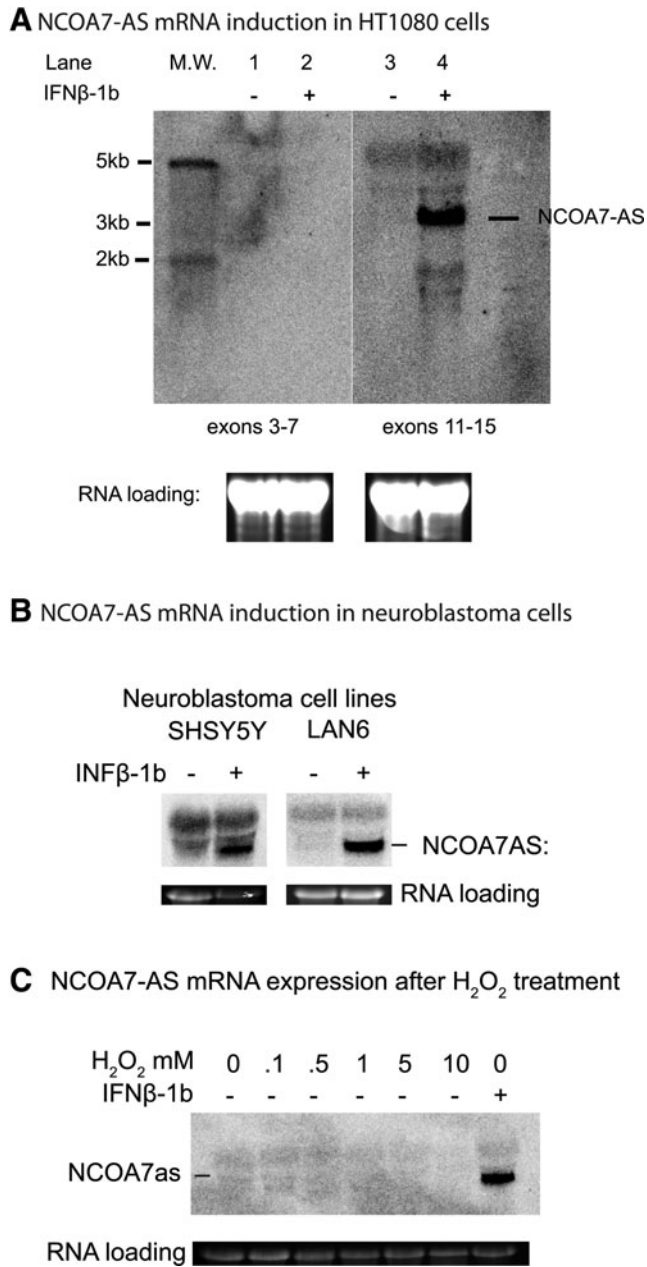 A NCOA7-AS mRNA induction in HT1080 cells
Lane M.W. 1 2 3 4
IFNβ-1b - + - +
5kb
3kb
NCOA7-AS
2kb
exons 3-7 exons 11-15
RNA loading:
B NCOA7-AS mRNA induction in neuroblastoma cells
Neuroblastoma cell lines
SHSY5Y LAN6
INFβ-1b - + - +
NCOA7AS:
RNA loading
C NCOA7-AS mRNA expression after H₂O₂ treatment
H₂O₂ mM 0 .1 .5 1 5 10 0
IFNβ-1b - - - - - - +
NCOA7as
RNA loading